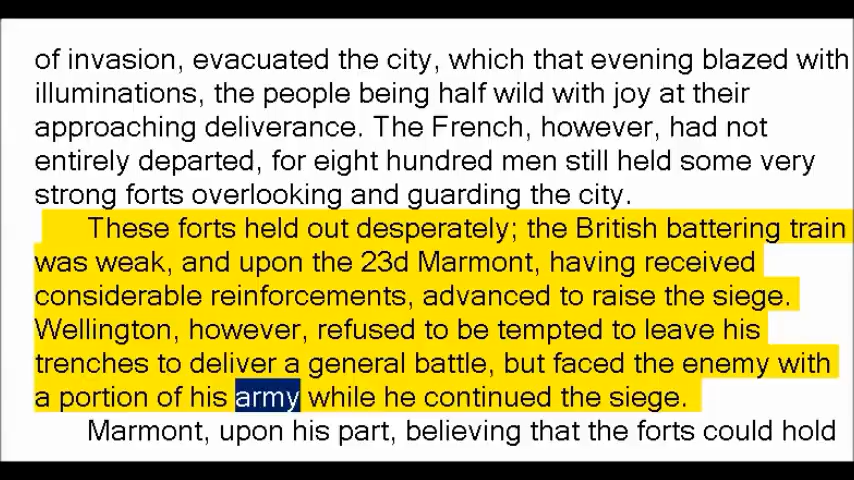 of invasion, evacuated the city, which that evening blazed with
illuminations, the people being half wild with joy at their
approaching deliverance. The French, however, had not
entirely departed, for eight hundred men still held some very
strong forts overlooking and guarding the city.
These forts held out desperately; the British battering train
was weak, and upon the 23d Marmont, having received
considerable reinforcements, advanced to raise the siege.
Wellington, however, refused to be tempted to leave his
trenches to deliver a general battle, but faced the enemy with
a portion of his army while he continued the siege.
Marmont, upon his part, believing that the forts could hold